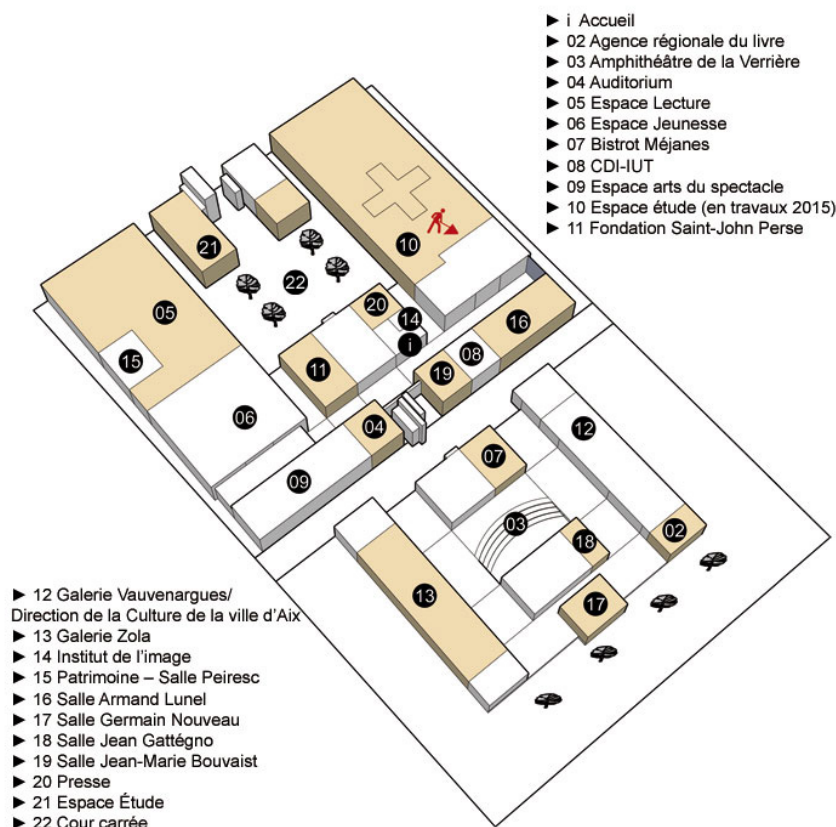 ► i Accueil
► 02 Agence régionale du livre
► 03 Amphithéâtre de la Verrière
► 04 Auditorium
► 05 Espace Lecture
► 06 Espace Jeunesse
► 07 Bistrot Méjanes
► 08 CDI-IUT
► 09 Espace arts du spectacle
► 10 Espace étude (en travaux 2015)
► 11 Fondation Saint-John Perse
10
21
22
20
14
05
16
i
08
15
11
19
06
04
12
07
09
03
02
18
13
17
► 12 Galerie Vauvenargues/
Direction de la Culture de la ville d'Aix
► 13 Galerie Zola
► 14 Institut de l'image
► 15 Patrimoine – Salle Peiresc
► 16 Salle Armand Lunel
► 17 Salle Germain Nouveau
► 18 Salle Jean Gattégno
► 19 Salle Jean-Marie Bouvaist
► 20 Presse
► 21 Espace Étude
► 22 Cour carrée